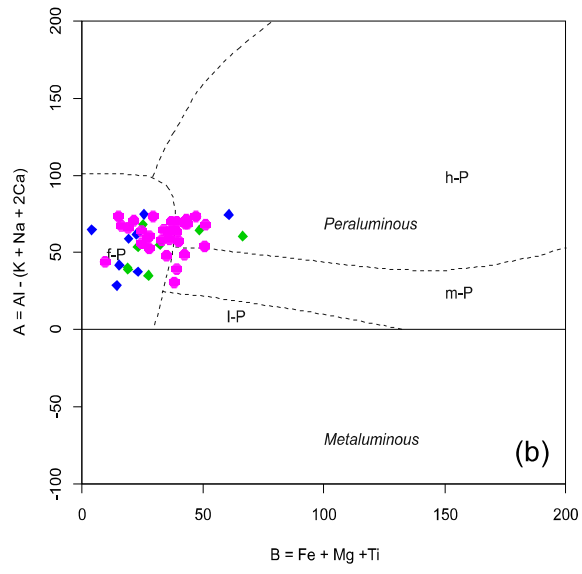 200
150
100
50
0
-50
-100
A = Al - (K + Na + 2Ca)
h-P
Peraluminous
f-P
m-P
l-P
Metaluminous
(b)
0
50
100
150
200
B = Fe + Mg +Ti